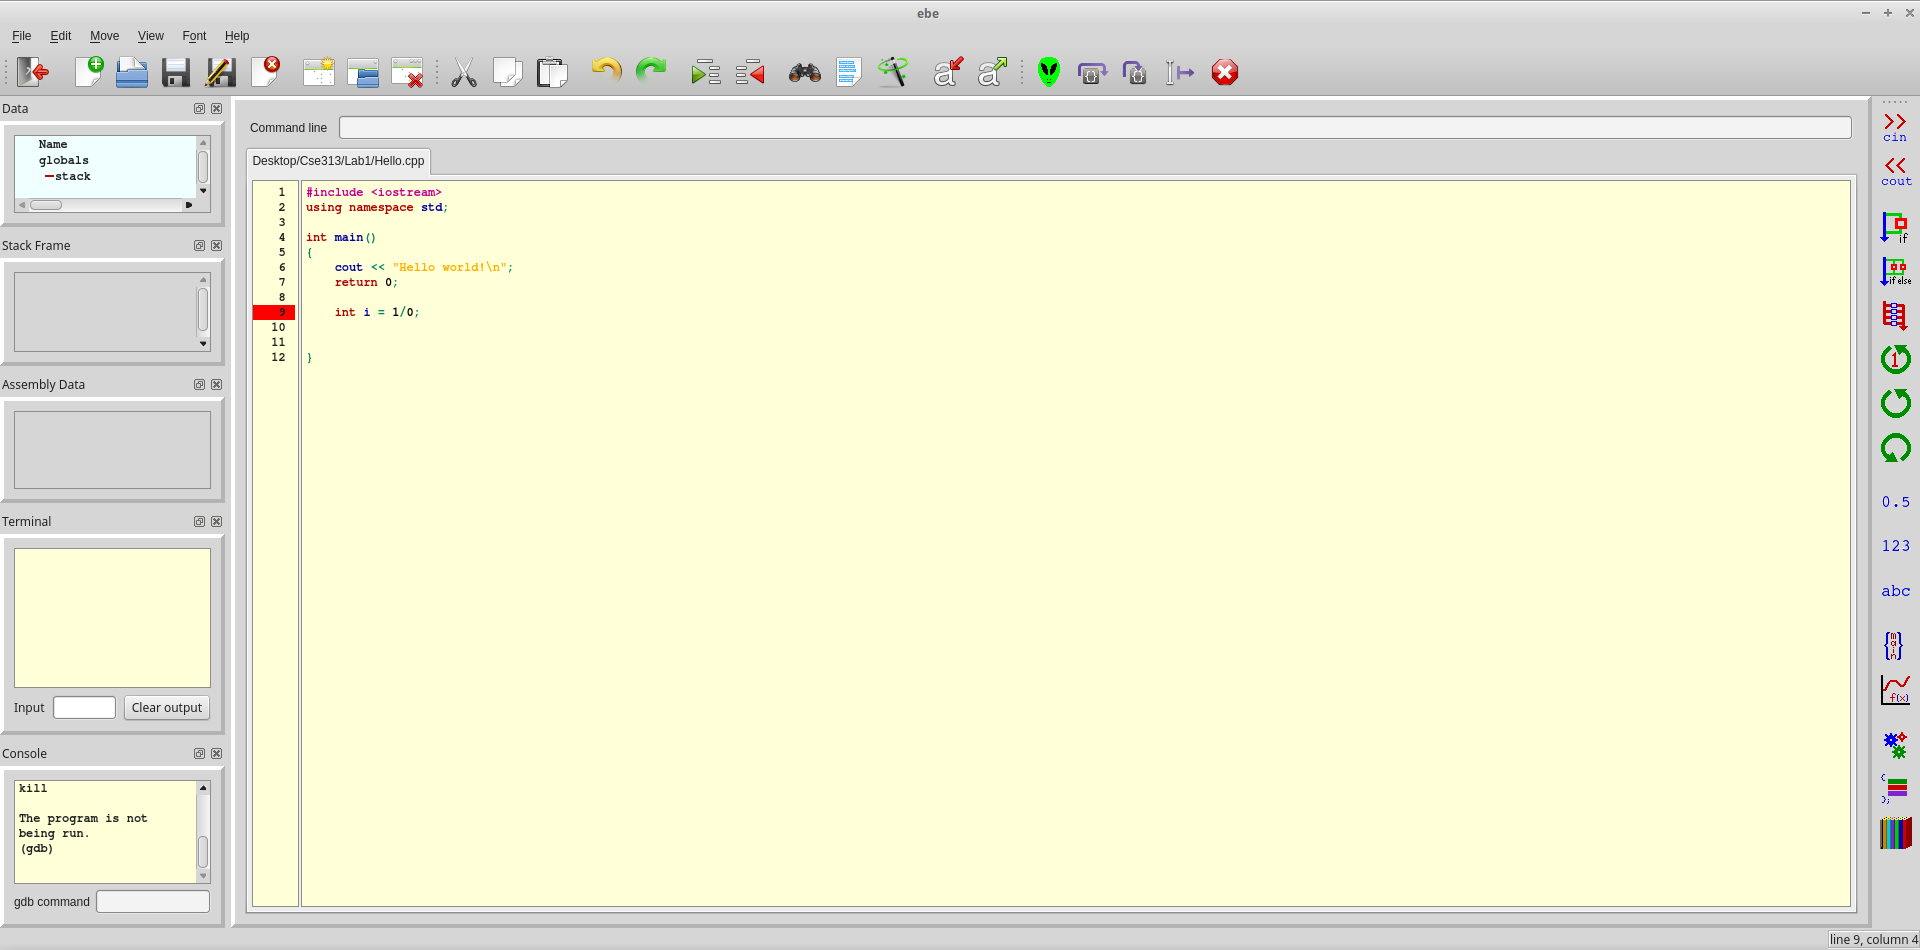 ebe
File Edit Move View Font Help
Data
Name
globals
stack
Stack Frame
Assembly Data
Terminal
Input Clear output
Console
kill
The program is not
being run.
(gdb)
gdb command
Command line
Desktop/Cse313/Lab1/Hello.cpp
1 #include <iostream>
2 using namespace std;
3
4 int main()
5 {
6     cout << "Hello world!\n";
7     return 0;
8
9     int i = 1/0;
10
11
12 }
>>
cin
<<
cout
if
if else
1
0.5
123
abc
{main}
f(x)
line 9, column 4